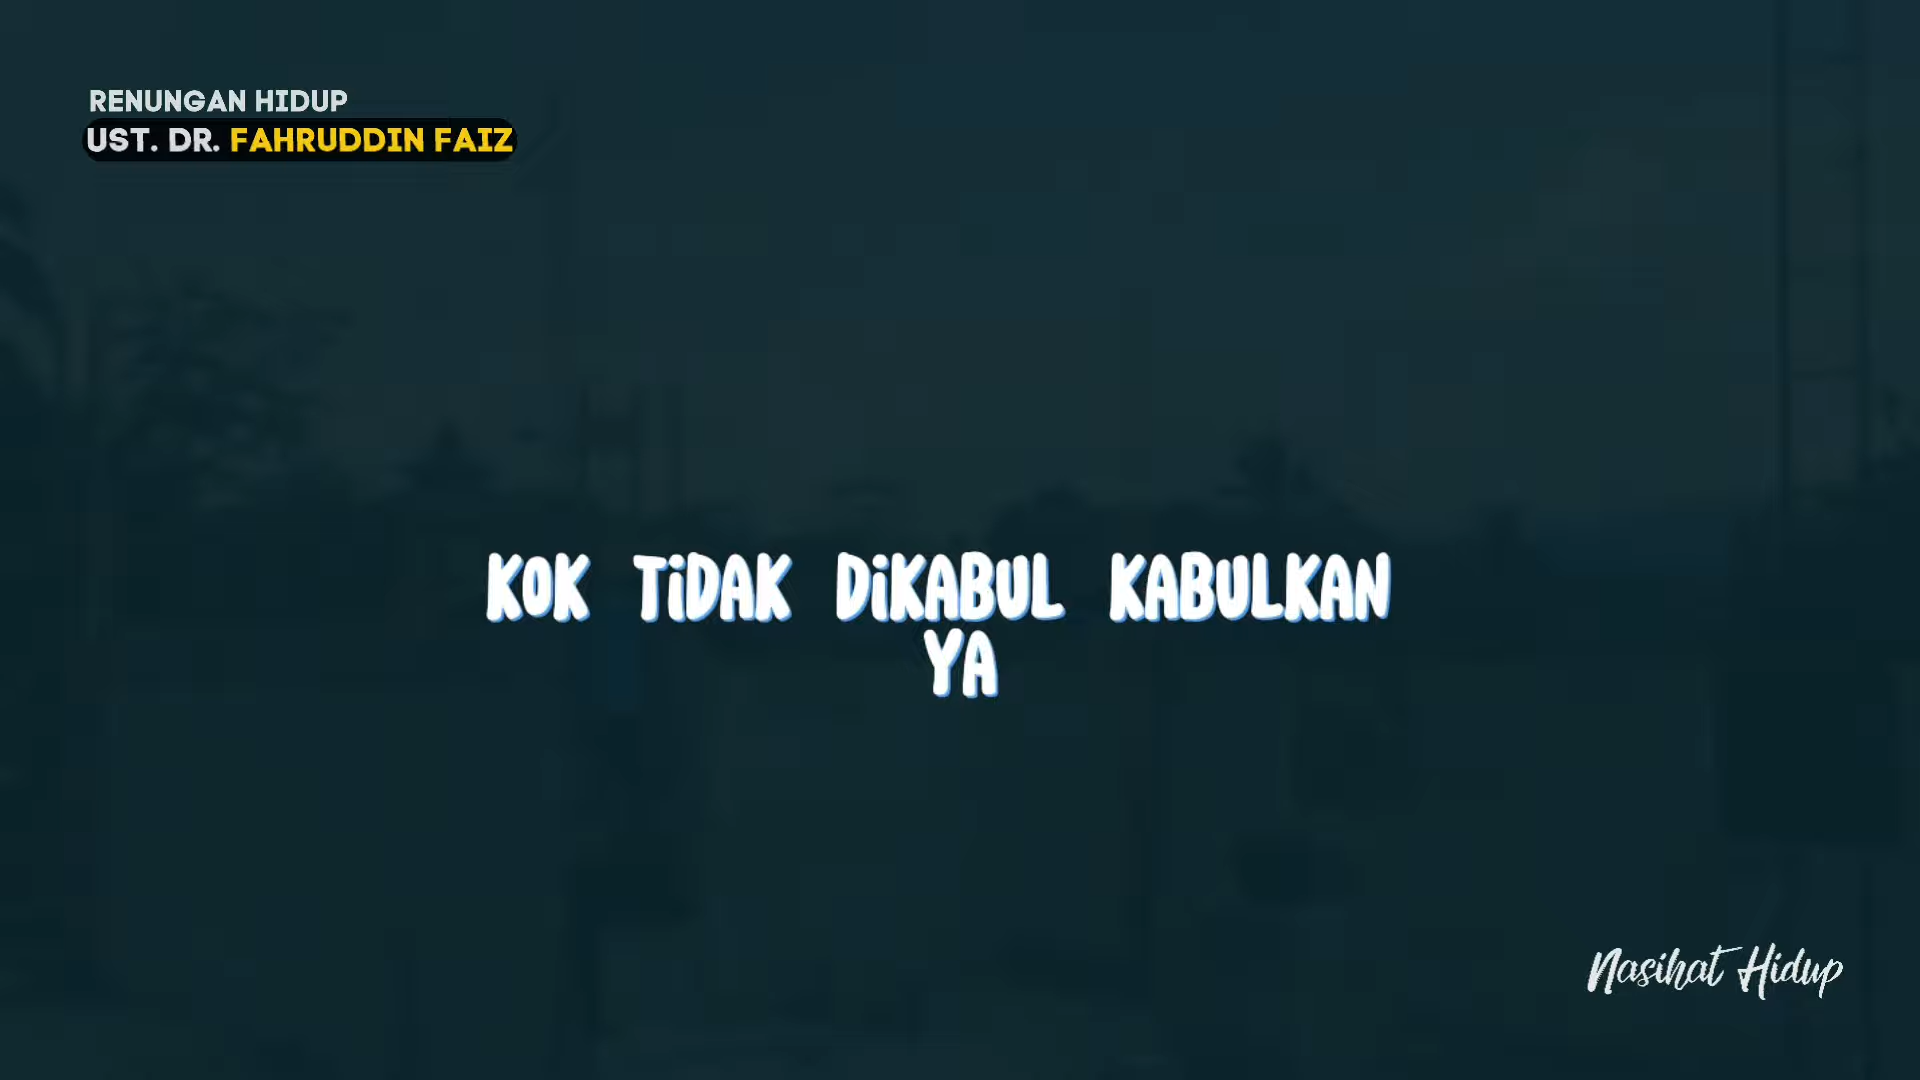 RENUNGAN HIDUP
UST. DR. FAHRUDDIN FAIZ
KOK TiDAK DiKABUL KABULKAN
YA
Nasihat Hidup